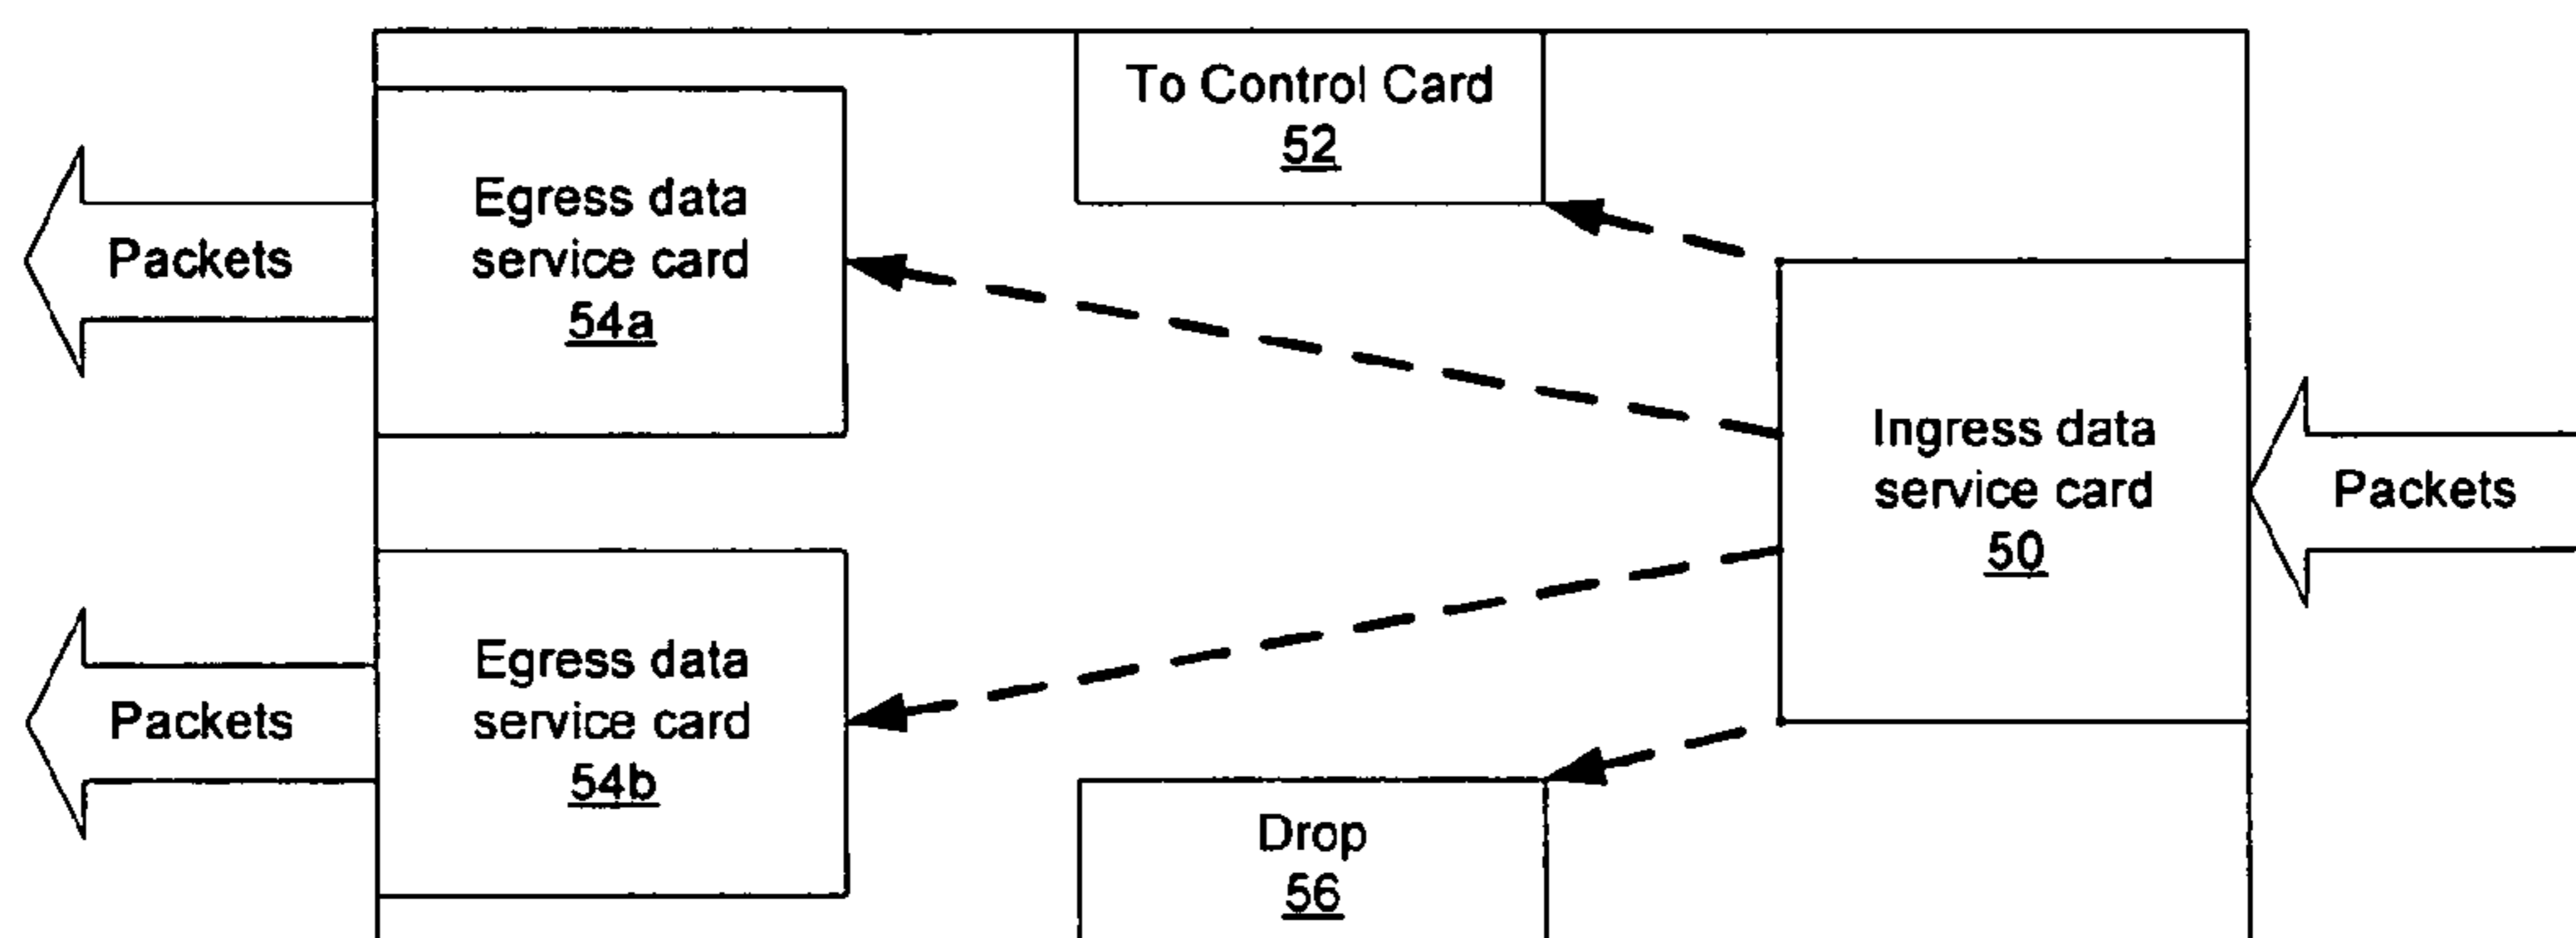 To Control Card
52
Egress data
service card
54a
Packets
Ingress data
service card
50
Packets
Egress data
service card
54b
Packets
Drop
56